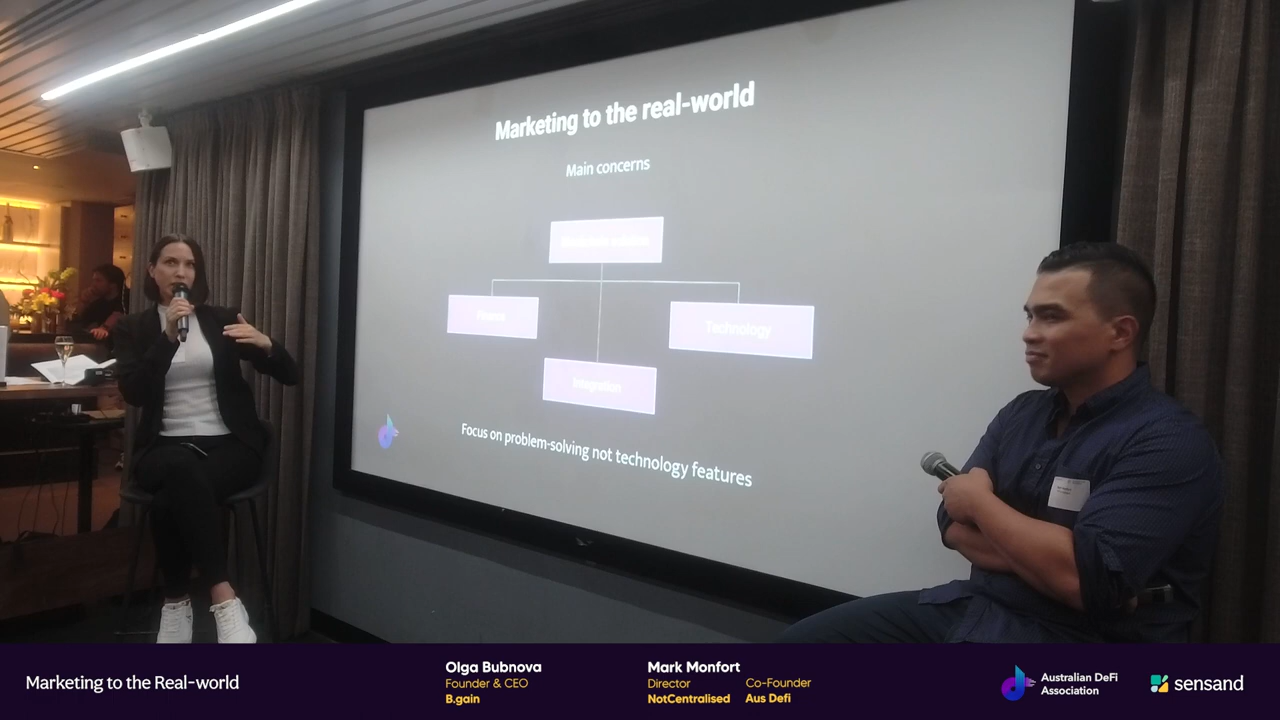 Marketing to the real-world
Main concerns
Technology
Integration
Focus on problem-solving not technology features
Marketing to the Real-world
Olga Bubnova
Founder & CEO
B.gain
Mark Monfort
Director
NotCentralised
Co-Founder
Aus Defi
Australian DeFi
Association
sensand